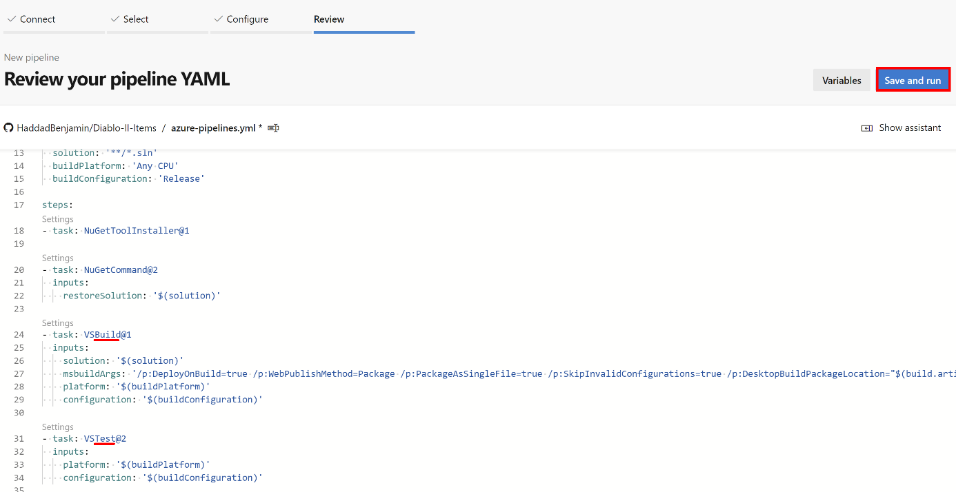 Connect Select Configure Review
New pipeline
Review your pipeline YAML
Variables Save and run
HaddadBenjamin/Diablo-II-Items / azure-pipelines.yml *
Show assistant
13 solution: '**/*.sln'
14 buildPlatform: 'Any CPU'
15 buildConfiguration: 'Release'
16
17 steps:
Settings
18 - task: NuGetToolInstaller@1
19
Settings
20 - task: NuGetCommand@2
21 inputs:
22 restoreSolution: '$(solution)'
23
Settings
24 - task: VSBuild@1
25 inputs:
26 solution: '$(solution)'
27 msbuildArgs: '/p:DeployOnBuild=true /p:WebPublishMethod=Package /p:PackageAsSingleFile=true /p:SkipInvalidConfigurations=true /p:DesktopBuildPackageLocation="$(build.arti
28 platform: '$(buildPlatform)'
29 configuration: '$(buildConfiguration)'
30
Settings
31 - task: VSTest@2
32 inputs:
33 platform: '$(buildPlatform)'
34 configuration: '$(buildConfiguration)'
35